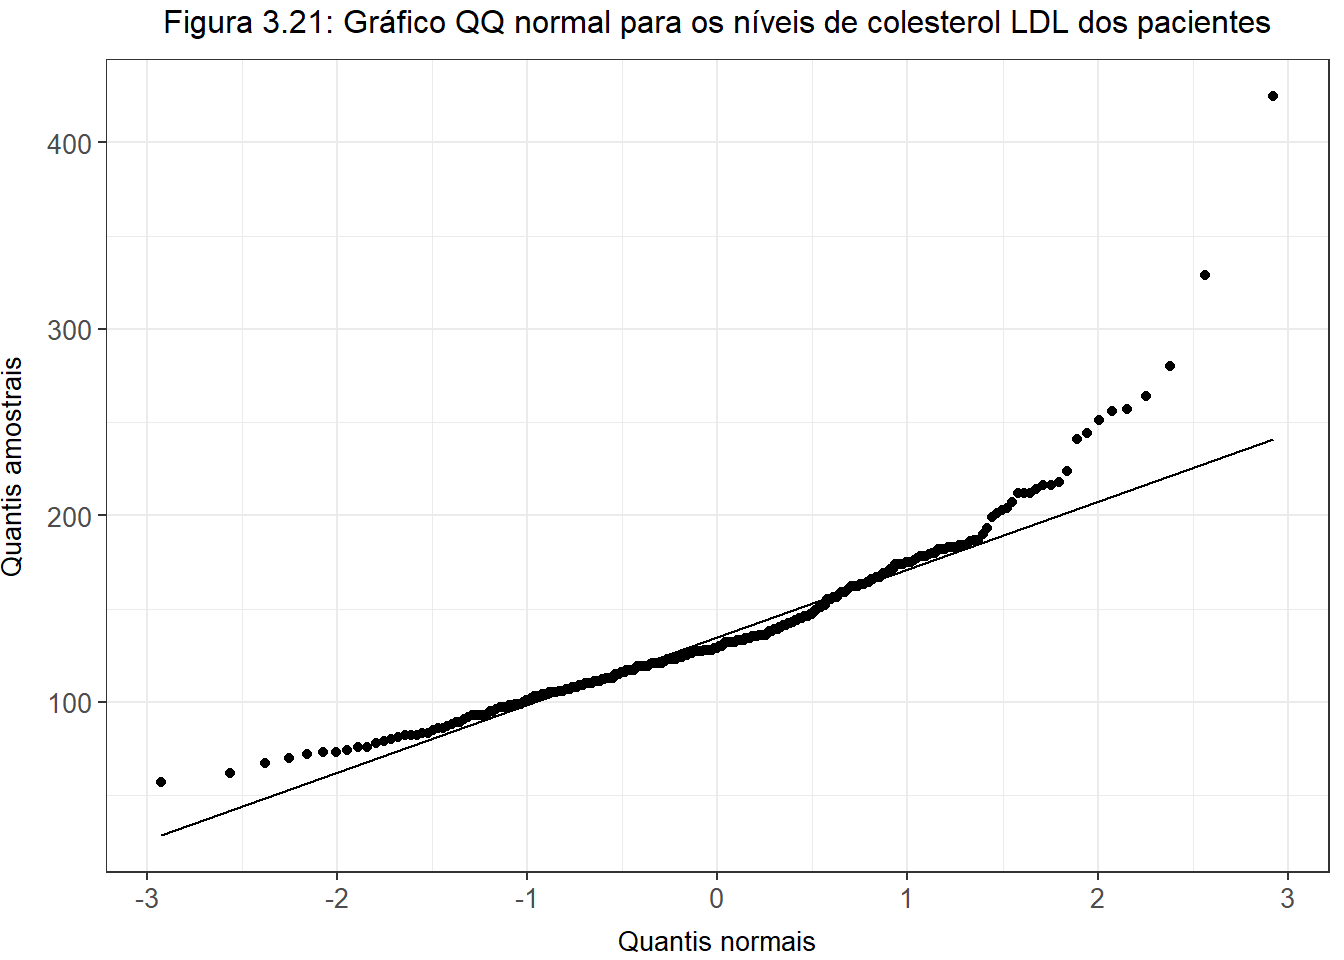 Figura 3.21: Gráfico QQ normal para os níveis de colesterol LDL dos pacientes
Quantis amostrais
400
300
200
100
-3 -2 -1 0 1 2 3
Quantis normais